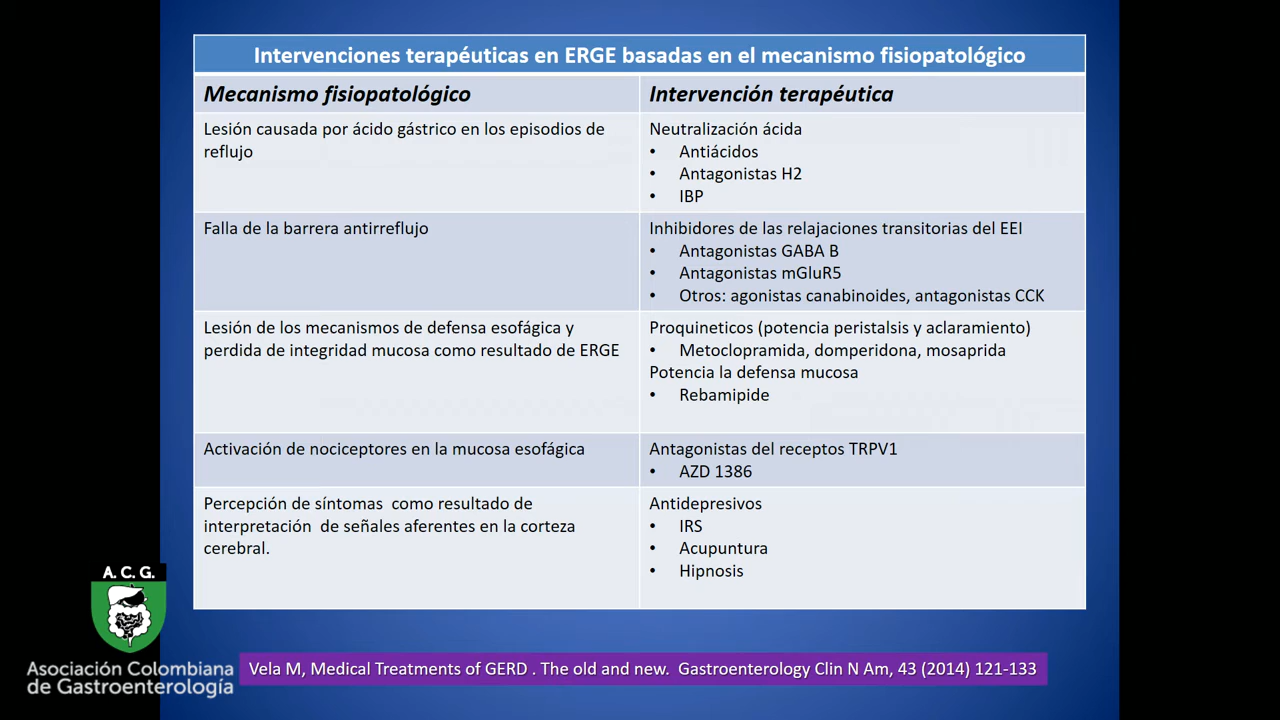 Intervenciones terapéuticas en ERGE basadas en el mecanismo fisiopatológico
Mecanismo fisiopatológico
Intervención terapéutica
Lesión causada por ácido gástrico en los episodios de
reflujo
Neutralización ácida
• Antiácidos
• Antagonistas H2
• IBP
Falla de la barrera antirreflujo
Inhibidores de las relajaciones transitorias del EEI
• Antagonistas GABA B
• Antagonistas mGluR5
• Otros: agonistas canabinoides, antagonistas CCK
Lesión de los mecanismos de defensa esofágica y
perdida de integridad mucosa como resultado de ERGE
Proquineticos (potencia peristalsis y aclaramiento)
• Metoclopramida, domperidona, mosaprida
Potencia la defensa mucosa
• Rebamipide
Activación de nociceptores en la mucosa esofágica
Antagonistas del receptos TRPV1
• AZD 1386
Percepción de síntomas como resultado de
interpretación de señales aferentes en la corteza
cerebral.
Antidepresivos
• IRS
• Acupuntura
• Hipnosis
A. C. G.
Asociación Colombiana
de Gastroenterología
Vela M, Medical Treatments of GERD . The old and new. Gastroenterology Clin N Am, 43 (2014) 121-133